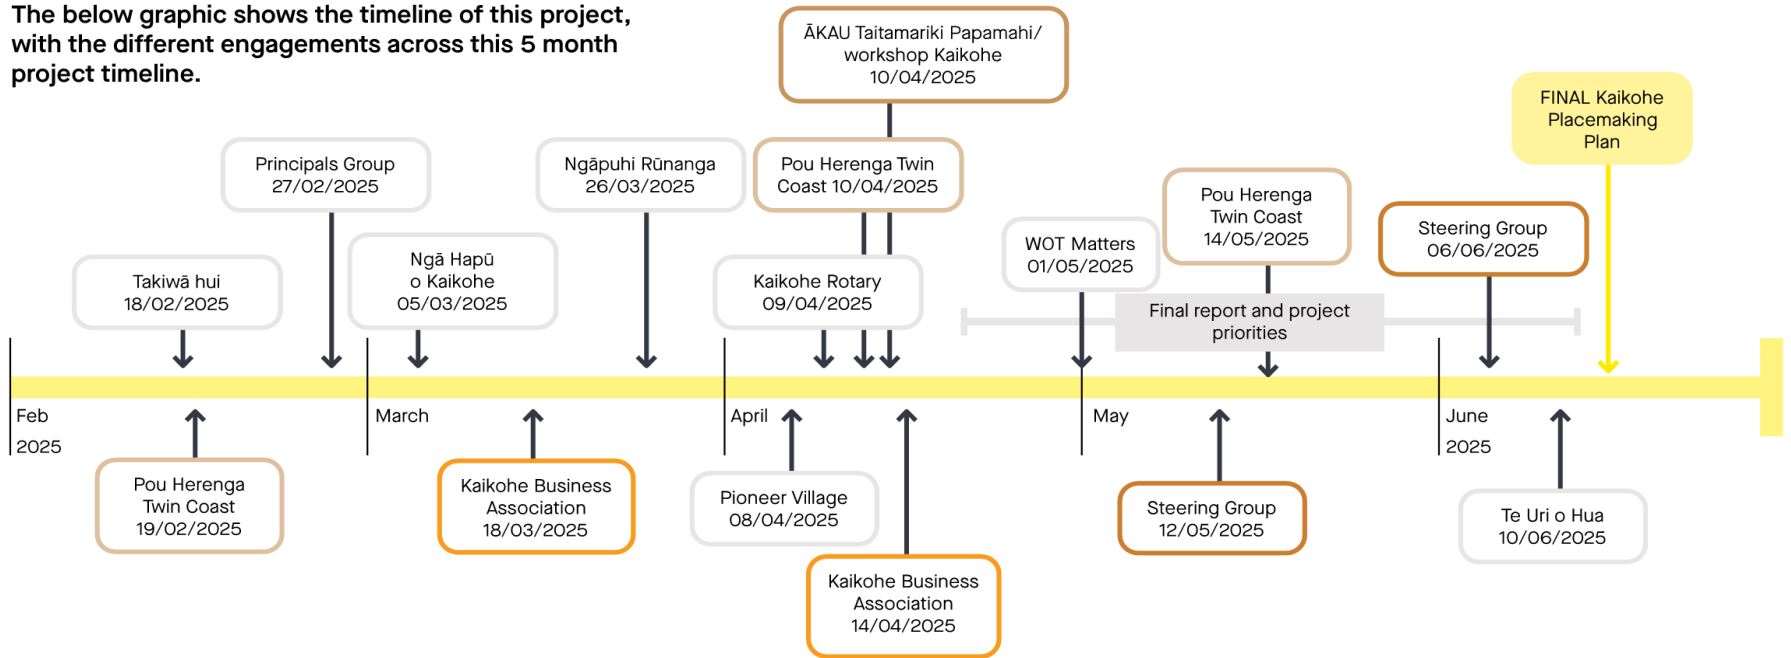 The below graphic shows the timeline of this project,
with the different engagements across this 5 month
project timeline.
ĀKAU Taitamariki Papamahi/
workshop Kaikohe
10/04/2025
FINAL Kaikohe
Placemaking
Plan
Principals Group
27/02/2025
Ngāpuhi Rūnanga
26/03/2025
Pou Herenga Twin
Coast 10/04/2025
Pou Herenga
Twin Coast
14/05/2025
Steering Group
06/06/2025
WOT Matters
01/05/2025
Takiwā hui
18/02/2025
Ngā Hapū
o Kaikohe
05/03/2025
Kaikohe Rotary
09/04/2025
Final report and project
priorities
Feb
2025
March
April
May
June
2025
Pou Herenga
Twin Coast
19/02/2025
Kaikohe Business
Association
18/03/2025
Pioneer Village
08/04/2025
Kaikohe Business
Association
14/04/2025
Steering Group
12/05/2025
Te Uri o Hua
10/06/2025